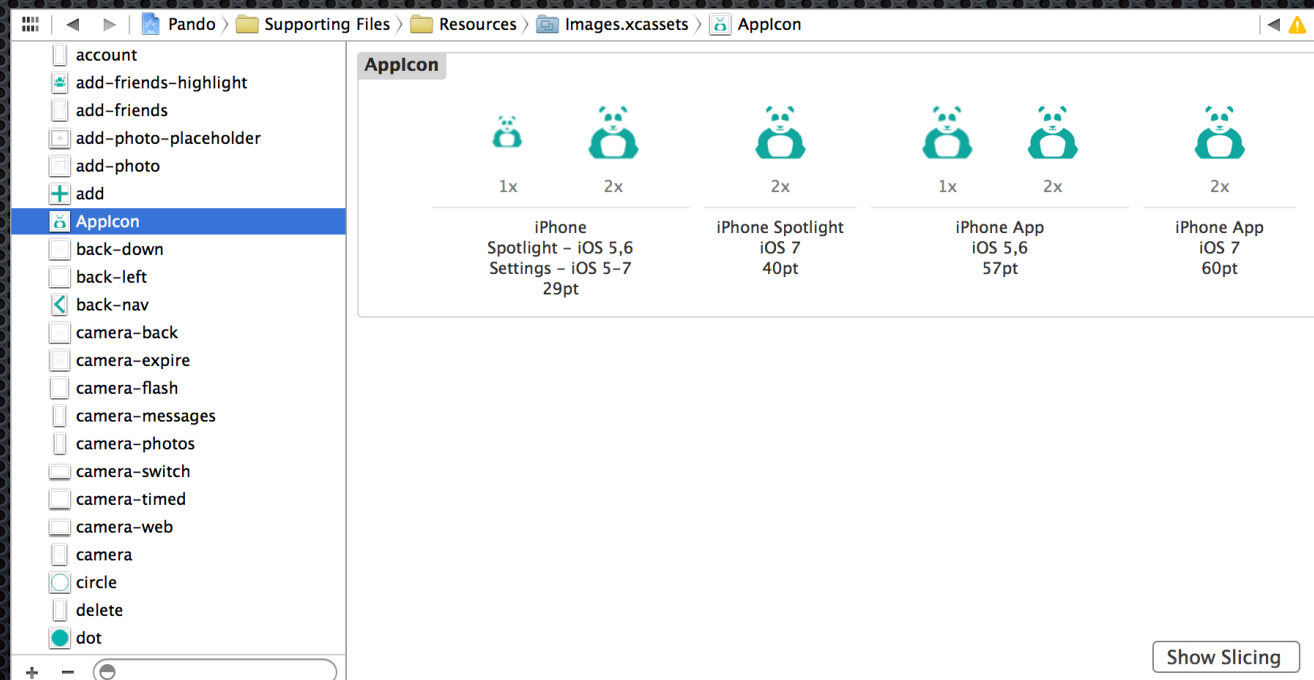 Pando Supporting Files Resources Images.xcassets AppIcon
account
add-friends-highlight
add-friends
add-photo-placeholder
add-photo
add
AppIcon
back-down
back-left
back-nav
camera-back
camera-expire
camera-flash
camera-messages
camera-photos
camera-switch
camera-timed
camera-web
camera
circle
delete
dot
AppIcon
1x 2x
iPhone
Spotlight - iOS 5,6
Settings - iOS 5-7
29pt
2x
iPhone Spotlight
iOS 7
40pt
1x 2x
iPhone App
iOS 5,6
57pt
2x
iPhone App
iOS 7
60pt
Show Slicing